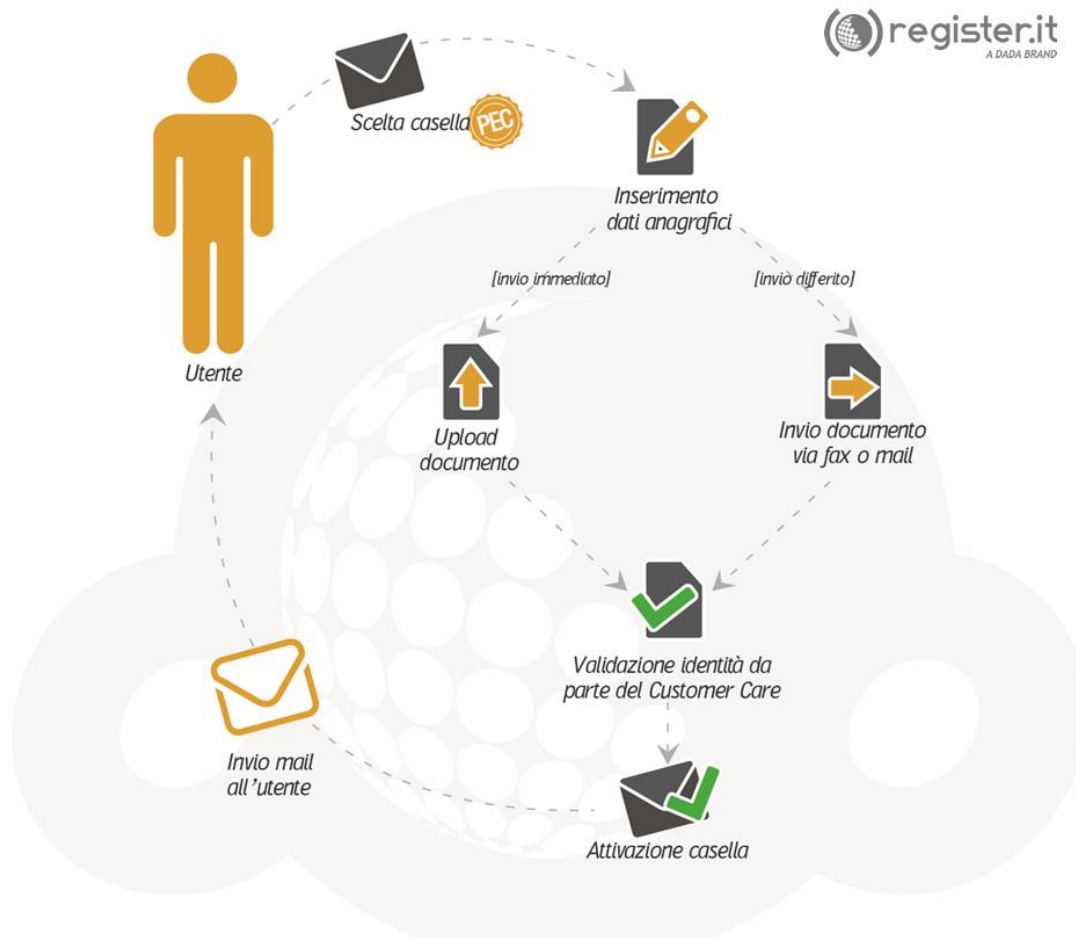 register.it
A DADA BRAND
Scelta casella PEC
Inserimento
dati anagrafici
[invio immediato]
[invio differito]
Utente
Upload
documento
Invio documento
via fax o mail
Validazione identità da
parte del Customer Care
Invio mail
all'utente
Attivazione casella